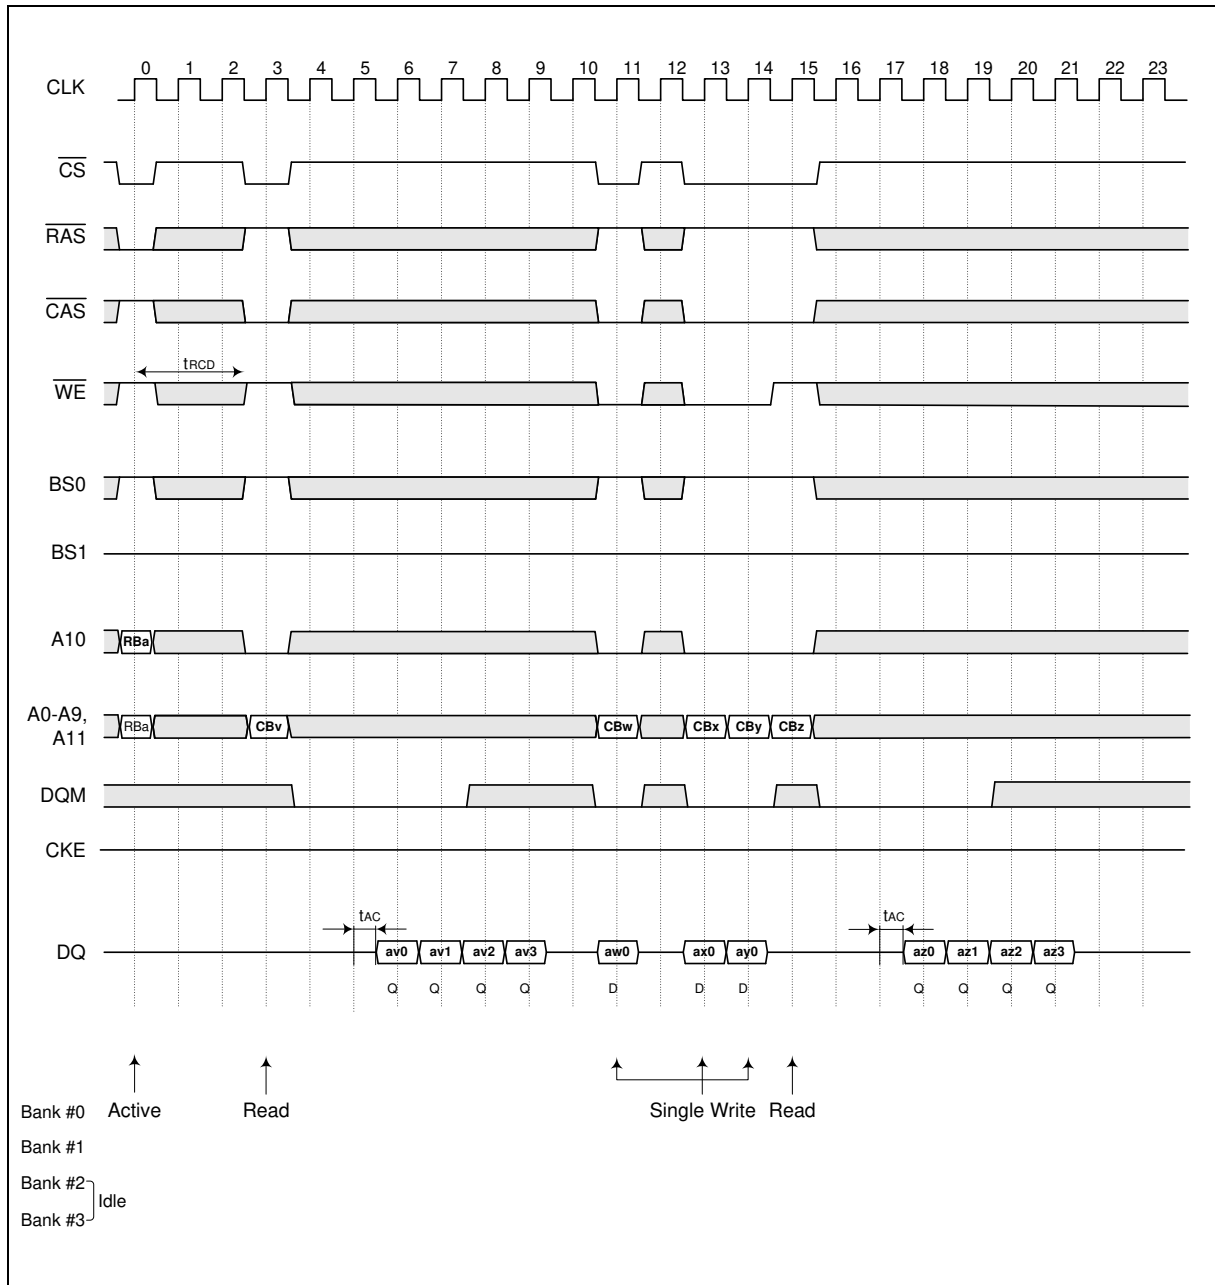 0 1 2 3 4 5 6 7 8 9 10 11 12 13 14 15 16 17 18 19 20 21 22 23
CLK
CS
RAS
CAS
tRCD
WE
BS0
BS1
A10 RBa
A0-A9,
A11
RBa CBv CBw CBx CBy CBz
DQM
CKE
tAC tAC
DQ av0 av1 av2 av3 aw0 ax0 ay0 az0 az1 az2 az3
Q Q Q Q D D D Q Q Q Q
Bank #0 Active Read Single Write Read
Bank #1
Bank #2
Idle
Bank #3